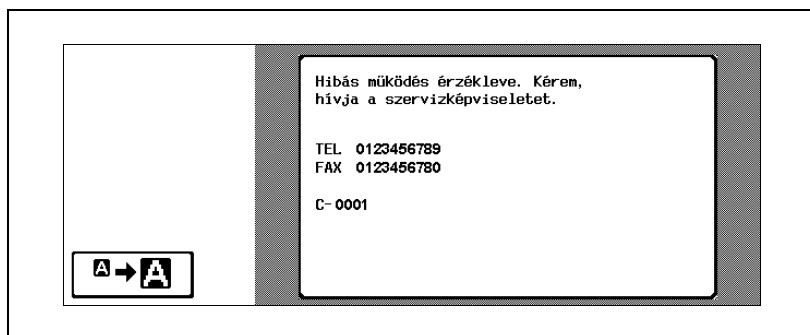 Hibás működés érzékleve. Kérem,
hívja a szervizképviseletet.
TEL 0123456789
FAX 0123456780
C-0001
A → A